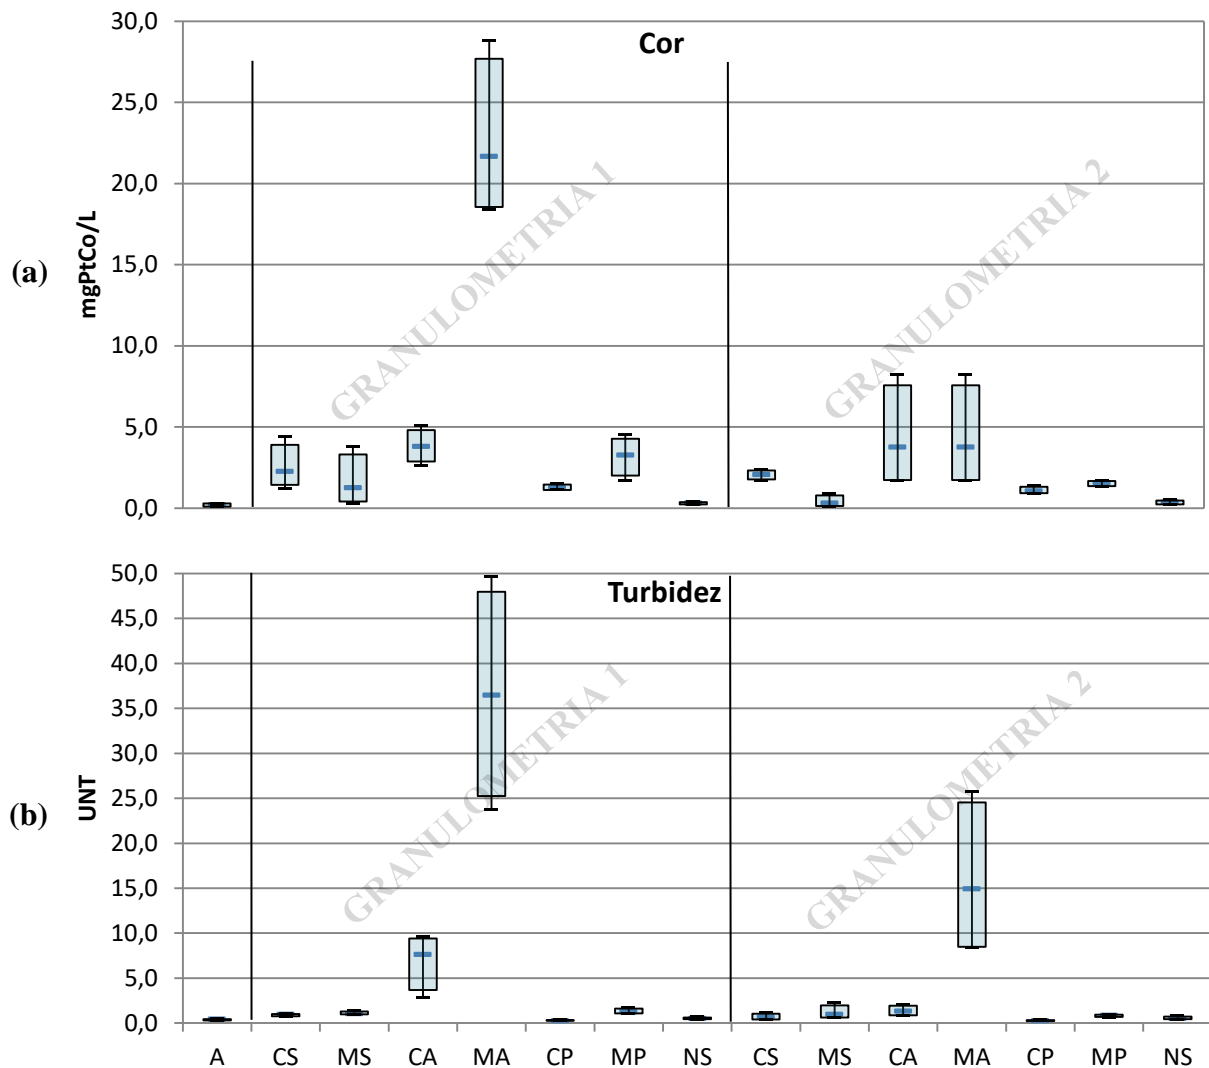 Cor
30,0
25,0
20,0
15,0
10,0
5,0
0,0
mgPtCo/L
(a)
GRANULOMETRIA 1
GRANULOMETRIA 2
Turbidez
50,0
45,0
40,0
35,0
30,0
25,0
20,0
15,0
10,0
5,0
0,0
UNT
(b)
GRANULOMETRIA 1
GRANULOMETRIA 2
A CS MS CA MA CP MP NS CS MS CA MA CP MP NS